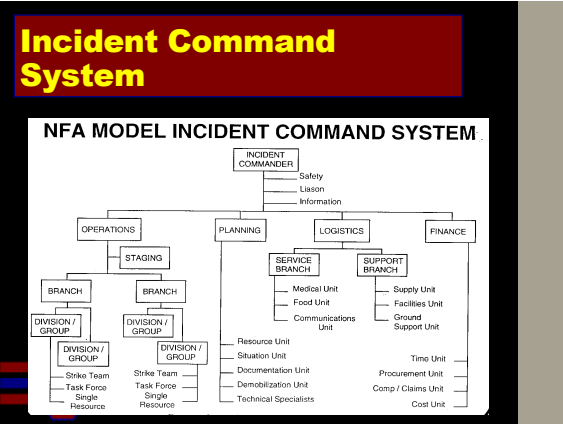 Incident Command
System
NFA MODEL INCIDENT COMMAND SYSTEM
INCIDENT
COMMANDER
Safety
Liason
Information
OPERATIONS
PLANNING
LOGISTICS
FINANCE
STAGING
SERVICE
BRANCH
SUPPORT
BRANCH
BRANCH
BRANCH
Medical Unit
Food Unit
Communications
Unit
Supply Unit
Facilities Unit
Ground
Support Unit
DIVISION /
GROUP
DIVISION /
GROUP
DIVISION /
GROUP
DIVISION /
GROUP
Strike Team
Task Force
Single
Resource
Strike Team
Task Force
Single
Resource
Resource Unit
Situation Unit
Documentation Unit
Demobilization Unit
Technical Specialists
Time Unit
Procurement Unit
Comp / Claims Unit
Cost Unit